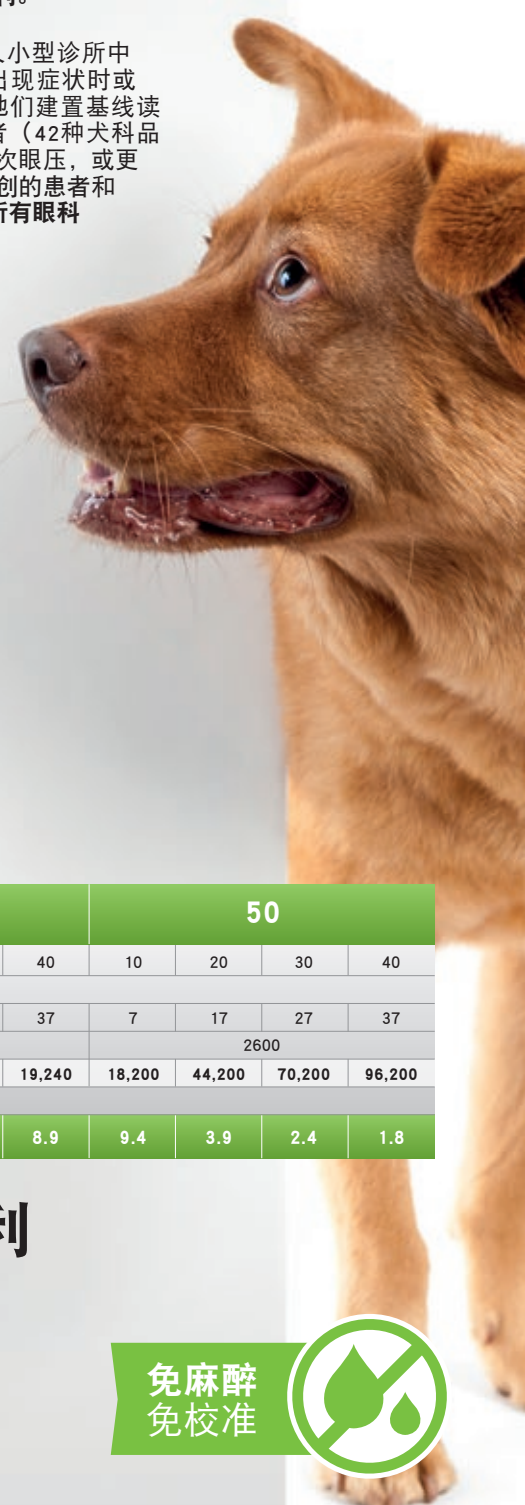 小型诊所中
出现症状时或
他们建置基线读
者（42种犬科品
次眼压，或更
创的患者和
所有眼科
50
40 10 20 30 40
37 7 17 27 37
2600
19,240 18,200 44,200 70,200 96,200
8.9 9.4 3.9 2.4 1.8
利
免麻醉
免校准